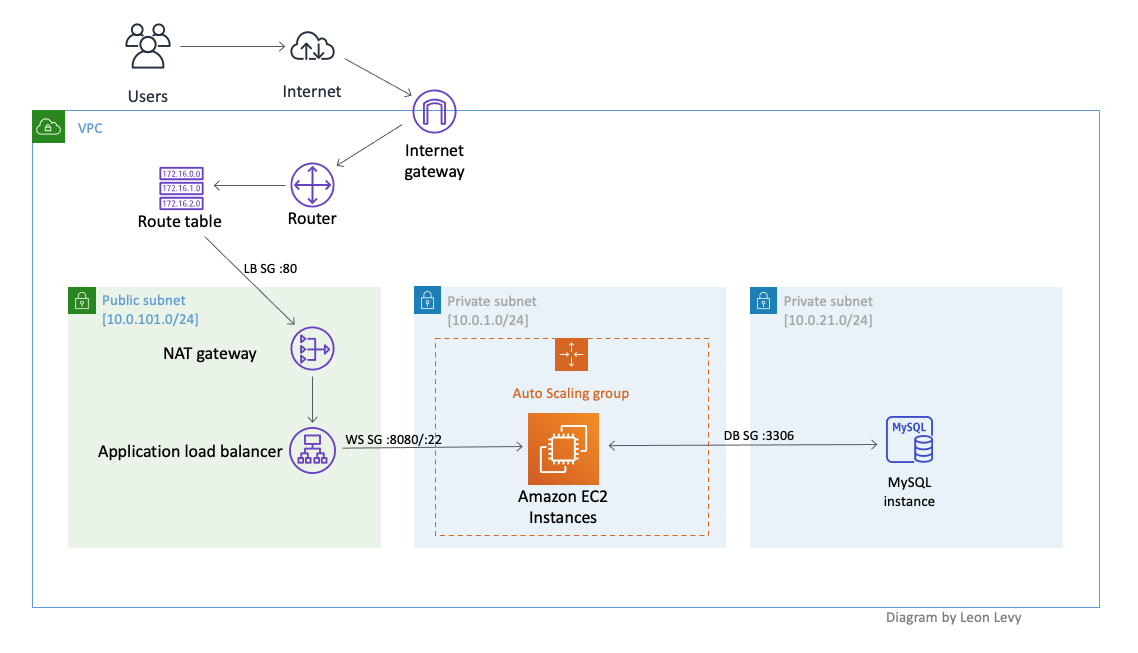 Users
Internet
VPC
Internet
gateway
172.16.0.0
172.16.1.0
172.16.2.0
Route table
Router
LB SG :80
Public subnet
[10.0.101.0/24]
Private subnet
[10.0.1.0/24]
Private subnet
[10.0.21.0/24]
NAT gateway
Auto Scaling group
Application load balancer
WS SG :8080/:22
DB SG :3306
MySQL
Amazon EC2
Instances
MySQL
instance
Diagram by Leon Levy